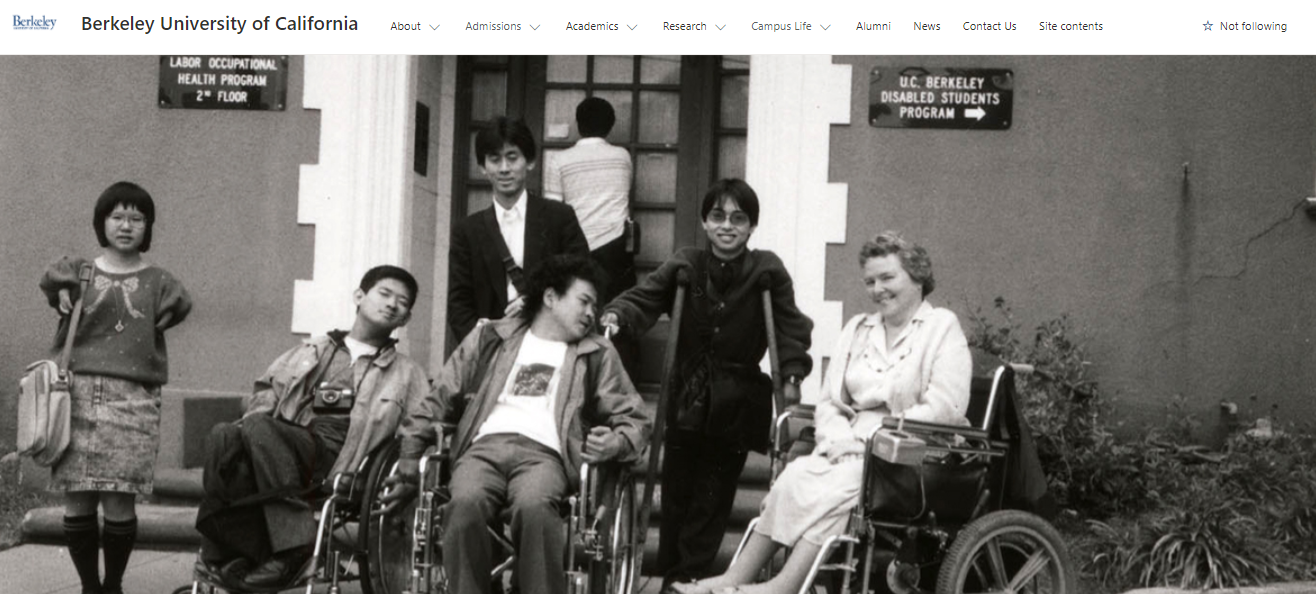 Berkeley
Berkeley University of California
About
Admissions
Academics
Research
Campus Life
Alumni
News
Contact Us
Site contents
Not following
LABOR OCCUPATIONAL
HEALTH PROGRAM
2ND FLOOR
U.C. BERKELEY
DISABLED STUDENTS
PROGRAM